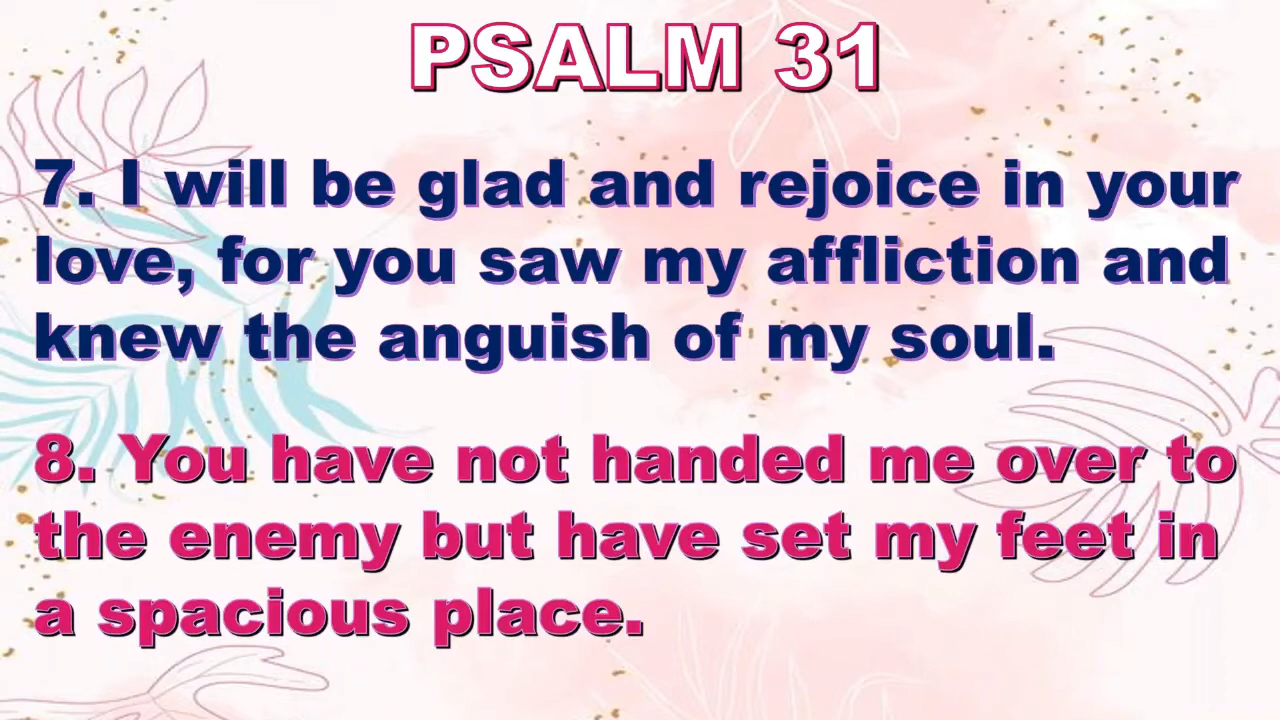 PSALM 31
7. I will be glad and rejoice in your
love, for you saw my affliction and
knew the anguish of my soul.
8. You have not handed me over to
the enemy but have set my feet in
a spacious place.